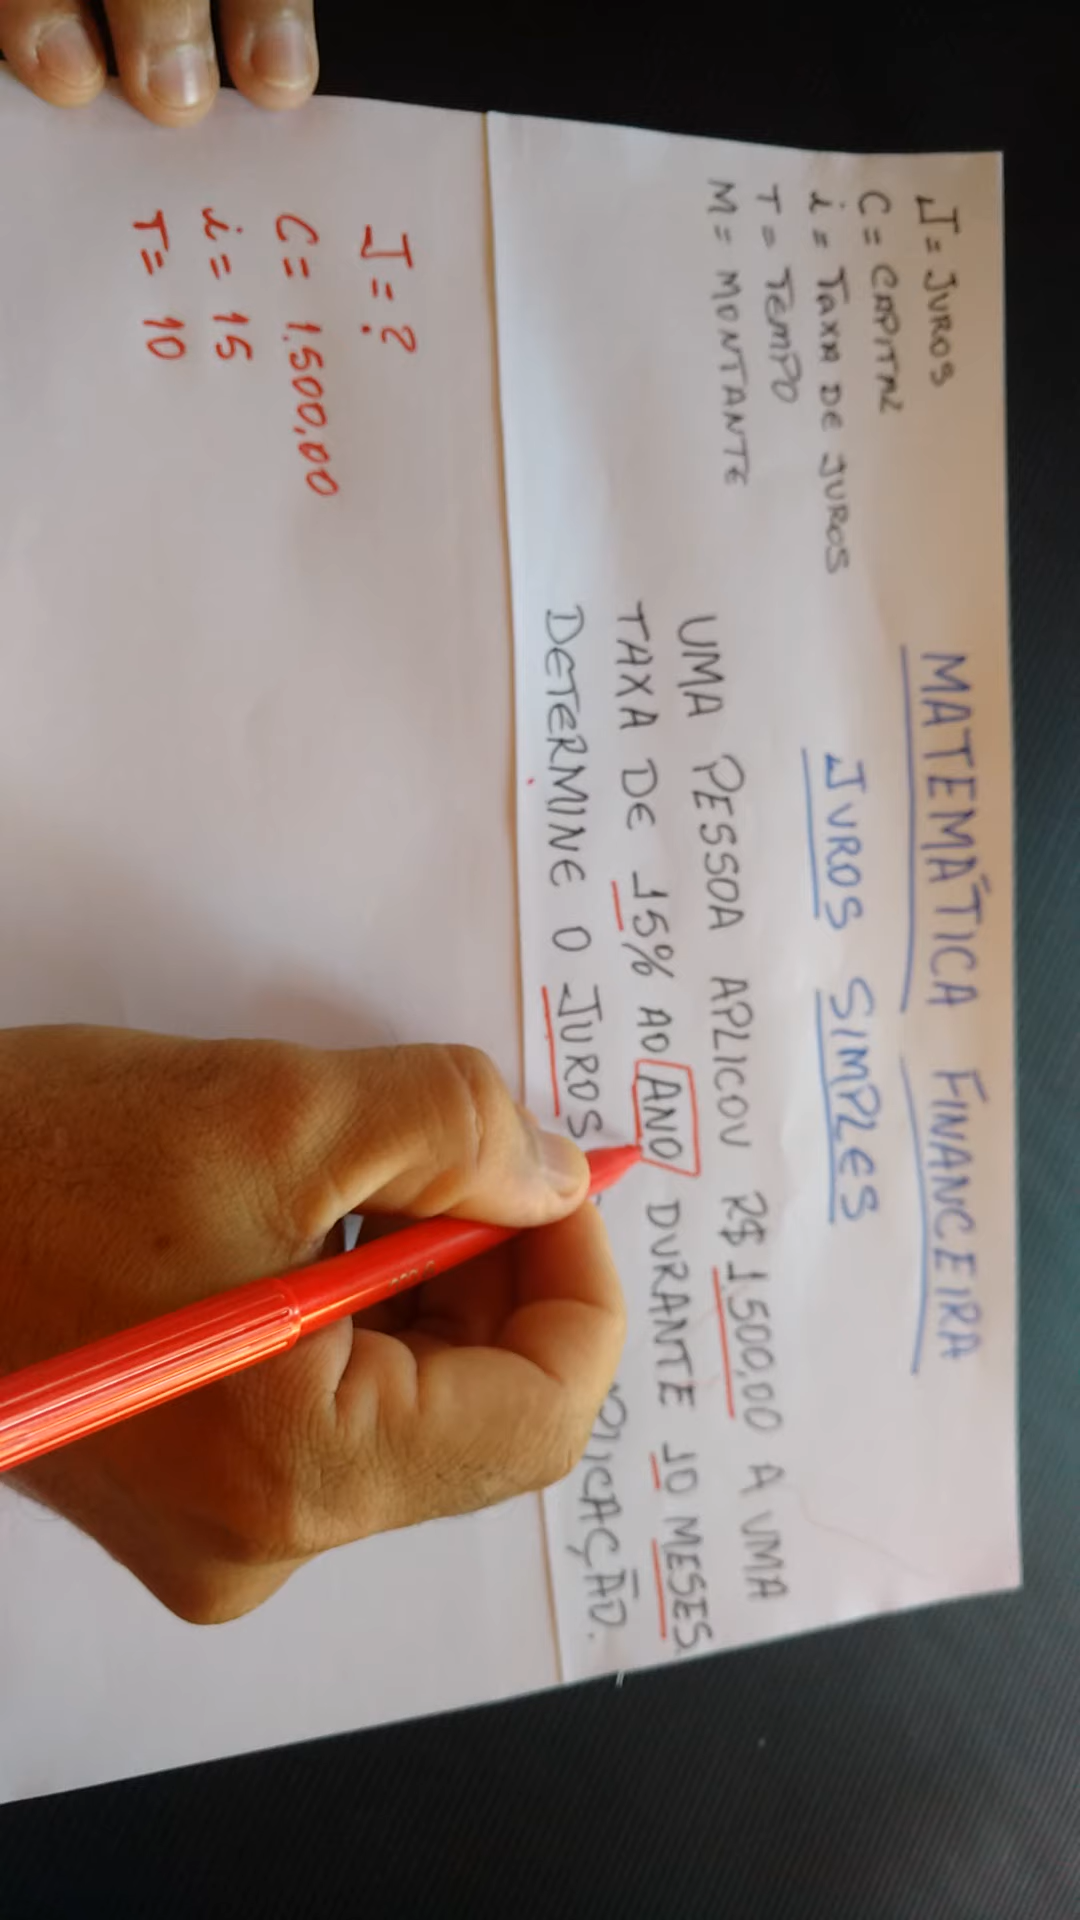 MATEMÁTICA FINANCEIRA
JUROS SIMPLES
J = JUROS
C = CAPITAL
i = TAXA DE JUROS
T = TEMPO
M = MONTANTE
UMA PESSOA APLICOU R$ 1.500,00 A UMA
TAXA DE 15% AO ANO DURANTE 10 MESES.
DETERMINE O JUROS
J = ?
C = 1.500,00
i = 15
T = 10